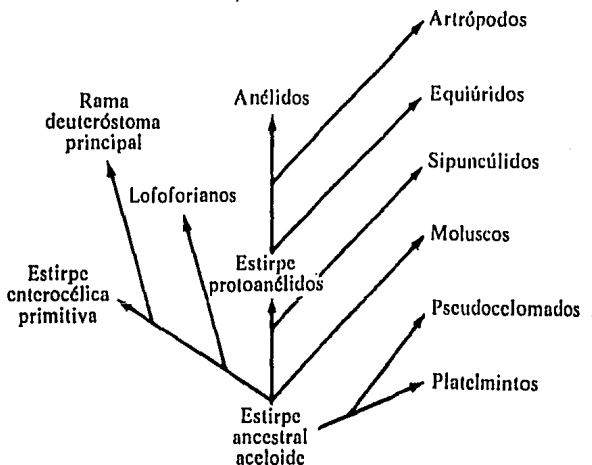 Artrópodos
Rama
deuteróstoma
principal
Anélidos
Equiúridos
Sipuncúlidos
Lofoforianos
Moluscos
Estirpe
enterocélica
primitiva
Estirpe
protoanélidos
Pseudocelomados
Platelmintos
Estirpe
ancestral
aceloide